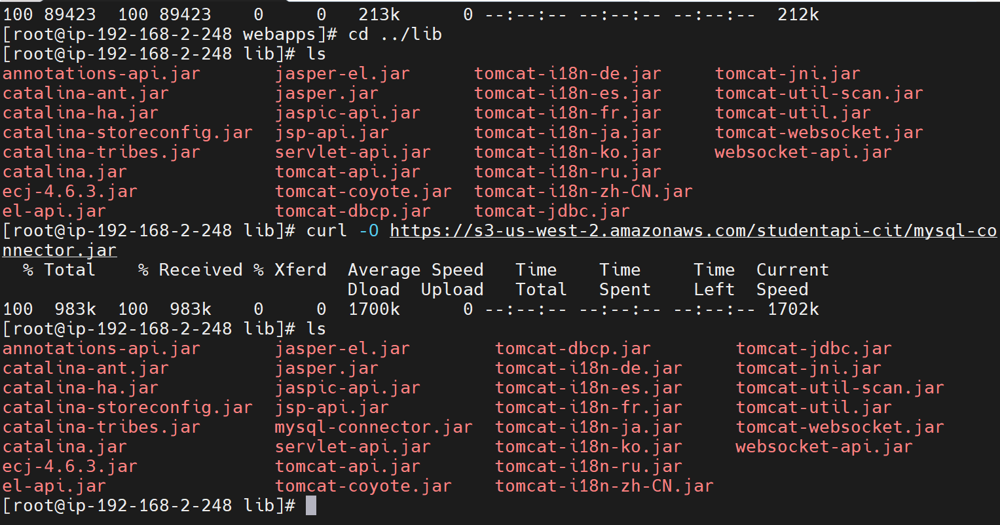 100 89423  100 89423    0     0   213k      0 --:--:-- --:--:-- --:--:--  212k
[root@ip-192-168-2-248 webapps]# cd ../lib
[root@ip-192-168-2-248 lib]# ls
annotations-api.jar       jasper-el.jar      tomcat-i18n-de.jar     tomcat-jni.jar
catalina-ant.jar          jasper.jar         tomcat-i18n-es.jar     tomcat-util-scan.jar
catalina-ha.jar           jaspic-api.jar     tomcat-i18n-fr.jar     tomcat-util.jar
catalina-storeconfig.jar  jsp-api.jar        tomcat-i18n-ja.jar     tomcat-websocket.jar
catalina-tribes.jar       servlet-api.jar    tomcat-i18n-ko.jar     websocket-api.jar
catalina.jar              tomcat-api.jar     tomcat-i18n-ru.jar
ecj-4.6.3.jar             tomcat-coyote.jar  tomcat-i18n-zh-CN.jar
el-api.jar                tomcat-dbcp.jar    tomcat-jdbc.jar
[root@ip-192-168-2-248 lib]# curl -O https://s3-us-west-2.amazonaws.com/studentapi-cit/mysql-co
nnector.jar
  % Total    % Received % Xferd  Average Speed   Time    Time     Time  Current
                                 Dload  Upload   Total   Spent    Left  Speed
100  983k  100  983k    0     0  1700k      0 --:--:-- --:--:-- --:--:-- 1702k
[root@ip-192-168-2-248 lib]# ls
annotations-api.jar       jasper-el.jar        tomcat-dbcp.jar        tomcat-jdbc.jar
catalina-ant.jar          jasper.jar           tomcat-i18n-de.jar     tomcat-jni.jar
catalina-ha.jar           jaspic-api.jar       tomcat-i18n-es.jar     tomcat-util-scan.jar
catalina-storeconfig.jar  jsp-api.jar          tomcat-i18n-fr.jar     tomcat-util.jar
catalina-tribes.jar       mysql-connector.jar  tomcat-i18n-ja.jar     tomcat-websocket.jar
catalina.jar              servlet-api.jar      tomcat-i18n-ko.jar     websocket-api.jar
ecj-4.6.3.jar             tomcat-api.jar       tomcat-i18n-ru.jar
el-api.jar                tomcat-coyote.jar    tomcat-i18n-zh-CN.jar
[root@ip-192-168-2-248 lib]#